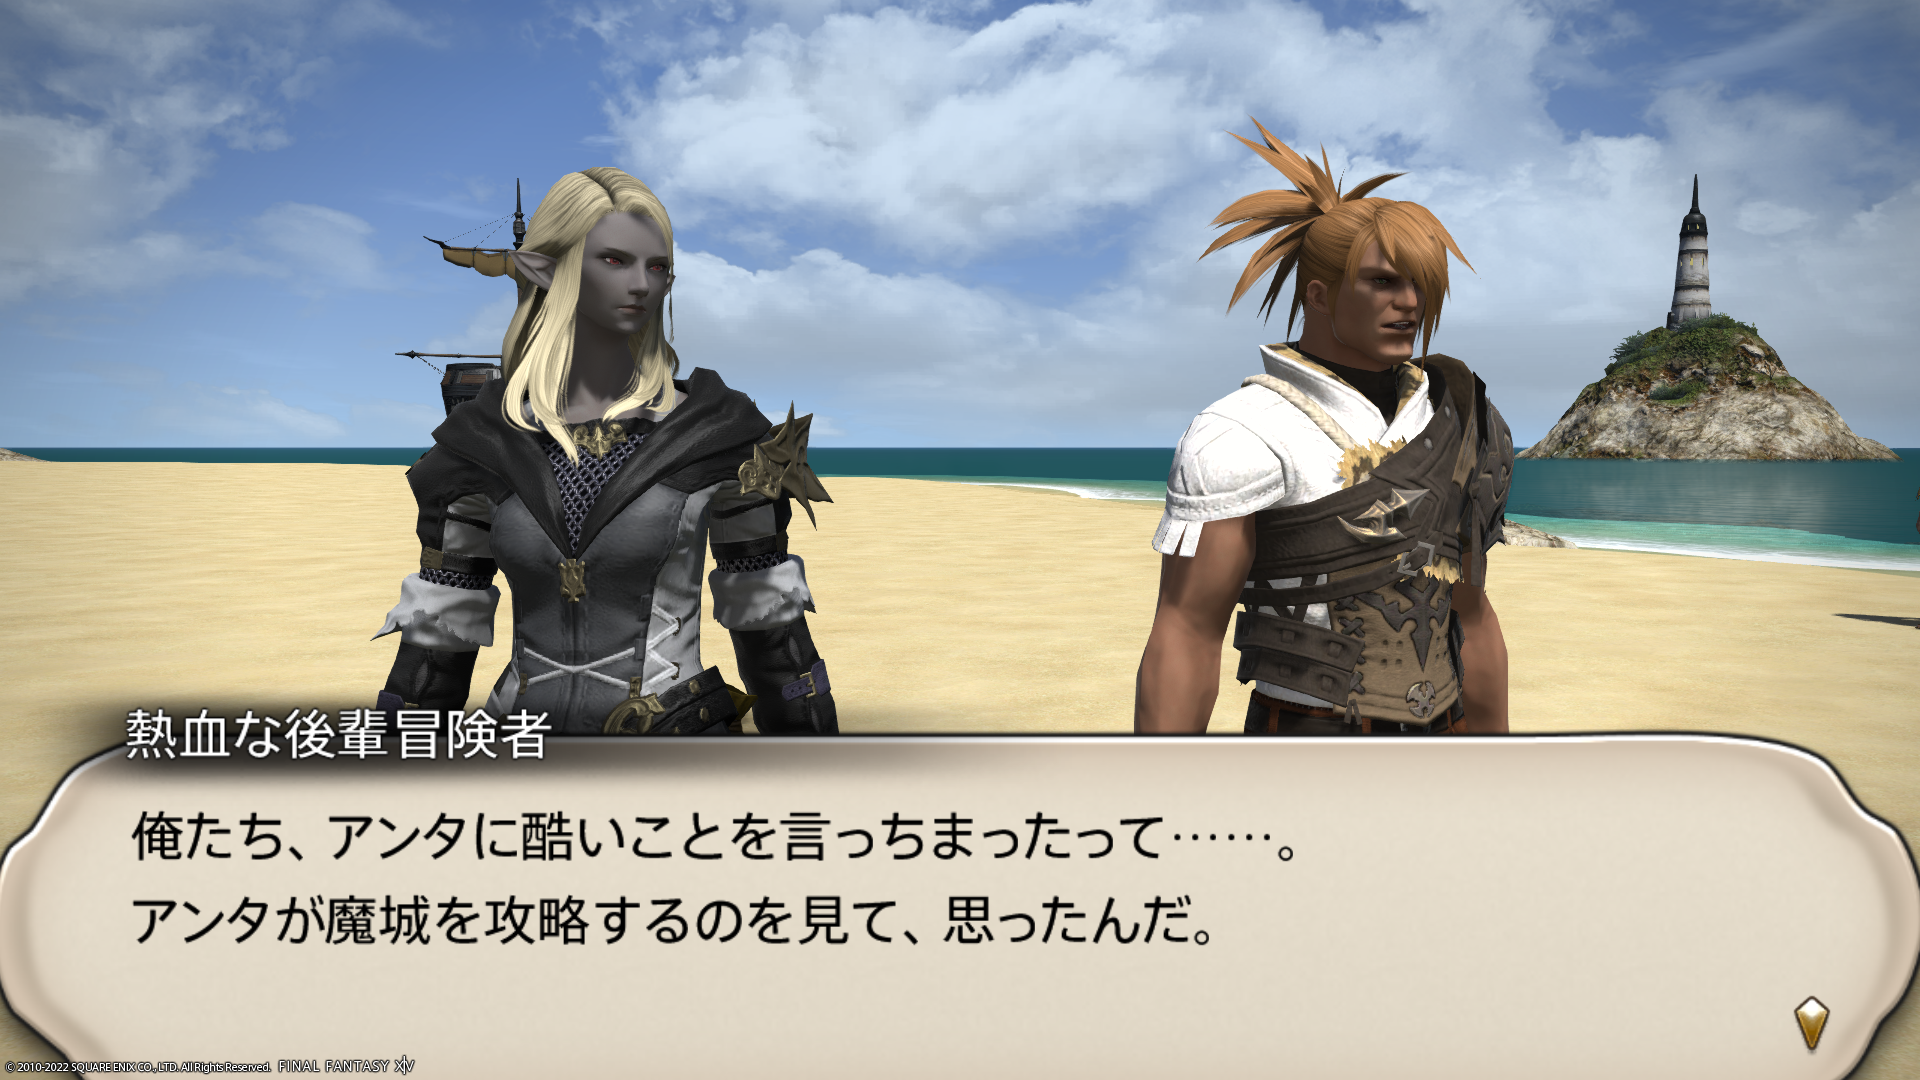 熱血な後輩冒険者
俺たち、アンタに酷いことを言っちまったって……。
アンタが魔城を攻略するのを見て、思ったんだ。
© 2010-2022 SQUARE ENIX CO., LTD. All Rights Reserved. FINAL FANTASY XIV